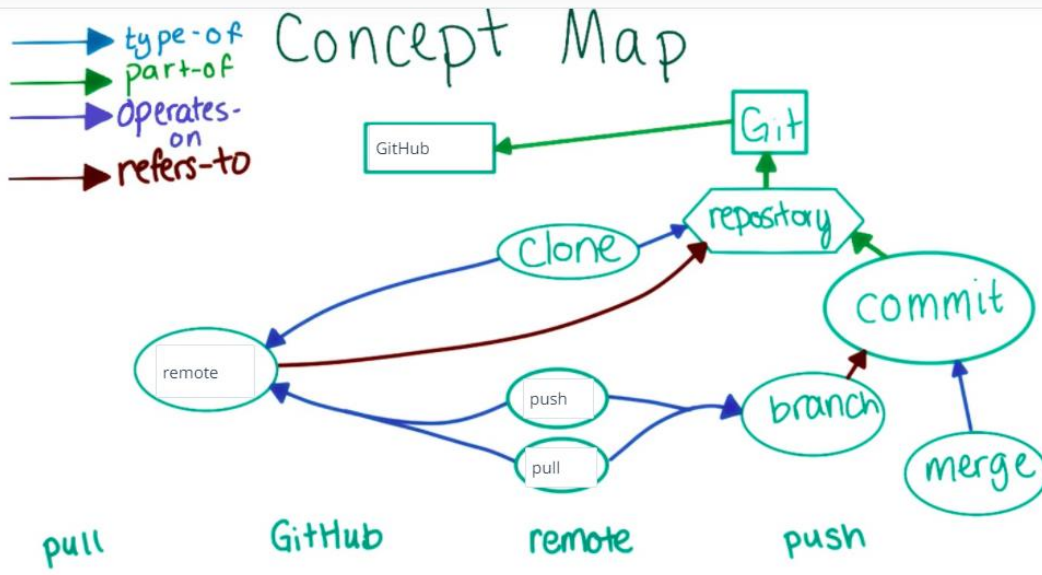 type-of
Concept Map
part-of
operates-
on
refers-to
GitHub
Git
repository
clone
commit
remote
push
branch
pull
merge
pull
GitHub
remote
push